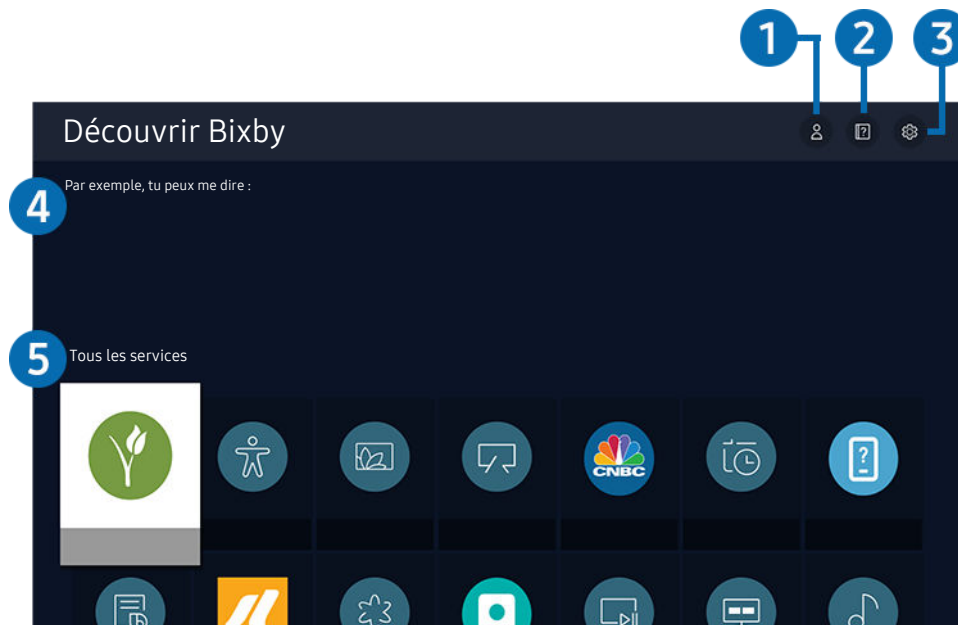 1 2 3
Découvrir Bixby
4
Par exemple, tu peux me dire :
5
Tous les services
CNBC